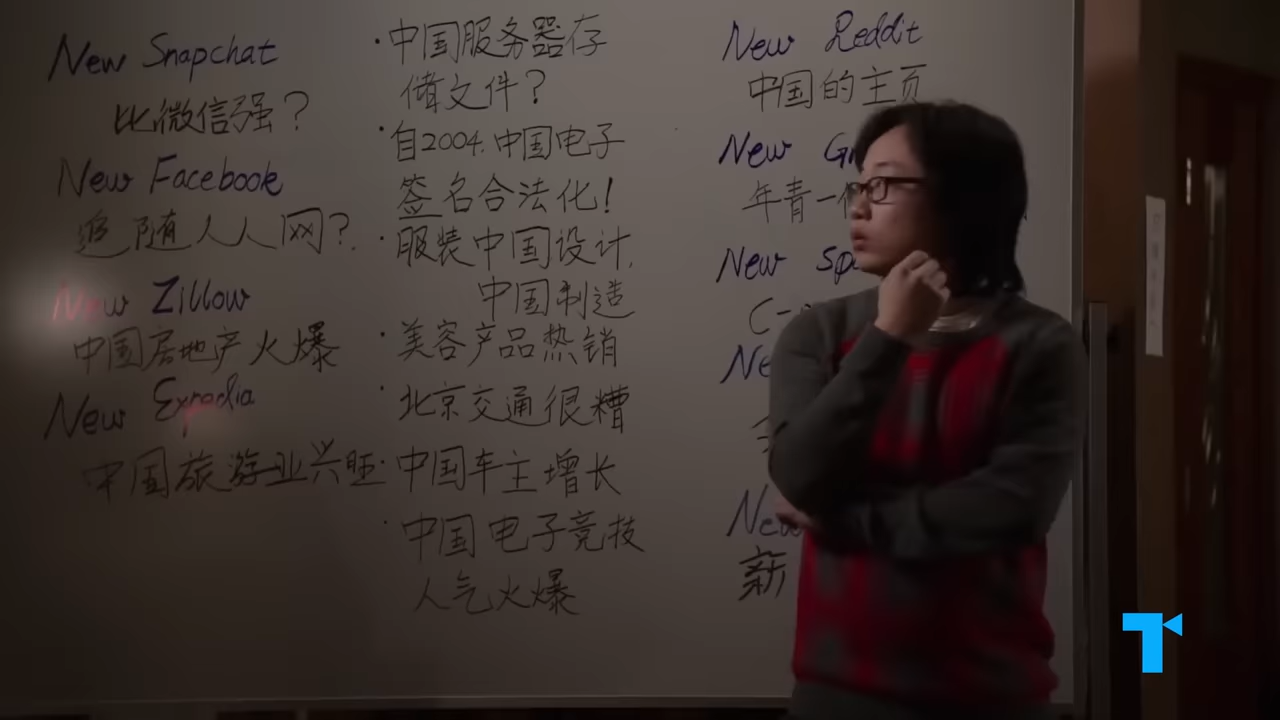 New Snapchat
比微信强？
New Facebook
追随人人网？
New Zillow
中国房地产火爆
New Expedia
中国旅游业兴旺
·中国服务器存
储文件？
·自2004.中国电子
签名合法化！
·服装中国设计,
中国制造
·美容产品热销
·北京交通很糟
·中国车主增长
·中国电子竞技
人气火爆
New Reddit
中国的主页
New
年青一
New
C-
New
新